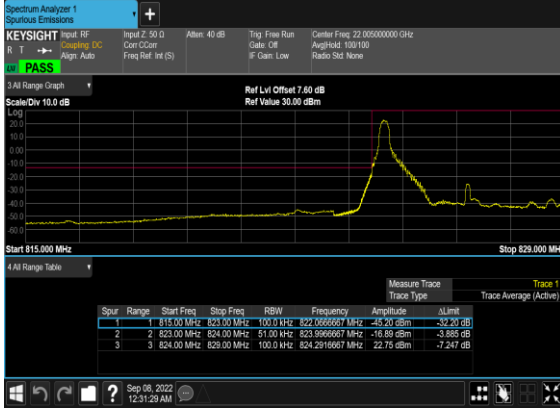 Spectrum Analyzer 1
Spurious Emissions
+
KEYSIGHT Input: RF Input Z: 50 Ω Atten: 40 dB Trig: Free Run Center Freq: 22.005000000 GHz
R T Coupling: DC Corr CCorr Gate: Off Avg|Hold: 100/100
Align: Auto Freq Ref: Int (S) IF Gain: Low Radio Std: None
PASS
3.All Range Graph
Ref Lvl Offset 7.60 dB
Scale/Div 10.0 dB Ref Value 30.00 dBm
Log
20.0
10.0
0.00
-10.0
-20.0
-30.0
-40.0
-50.0
-60.0
Start 815.000 MHz Stop 829.000 MH
4.All Range Table
Measure Trace Trace 1
Trace Type Trace Average (Active)
Spur Range Start Freq Stop Freq RBW Frequency Amplitude ΔLimit
1 1 815.00 MHz 823.00 MHz 100.0 kHz 822.0666667 MHz -45.20 dBm -32.20 dB
2 2 823.00 MHz 824.00 MHz 51.00 kHz 823.9966667 MHz -16.89 dBm -3.885 dB
3 3 824.00 MHz 829.00 MHz 100.0 kHz 824.2916667 MHz 22.75 dBm -7.247 dB
? Sep 08, 2022
12:31:29 AM